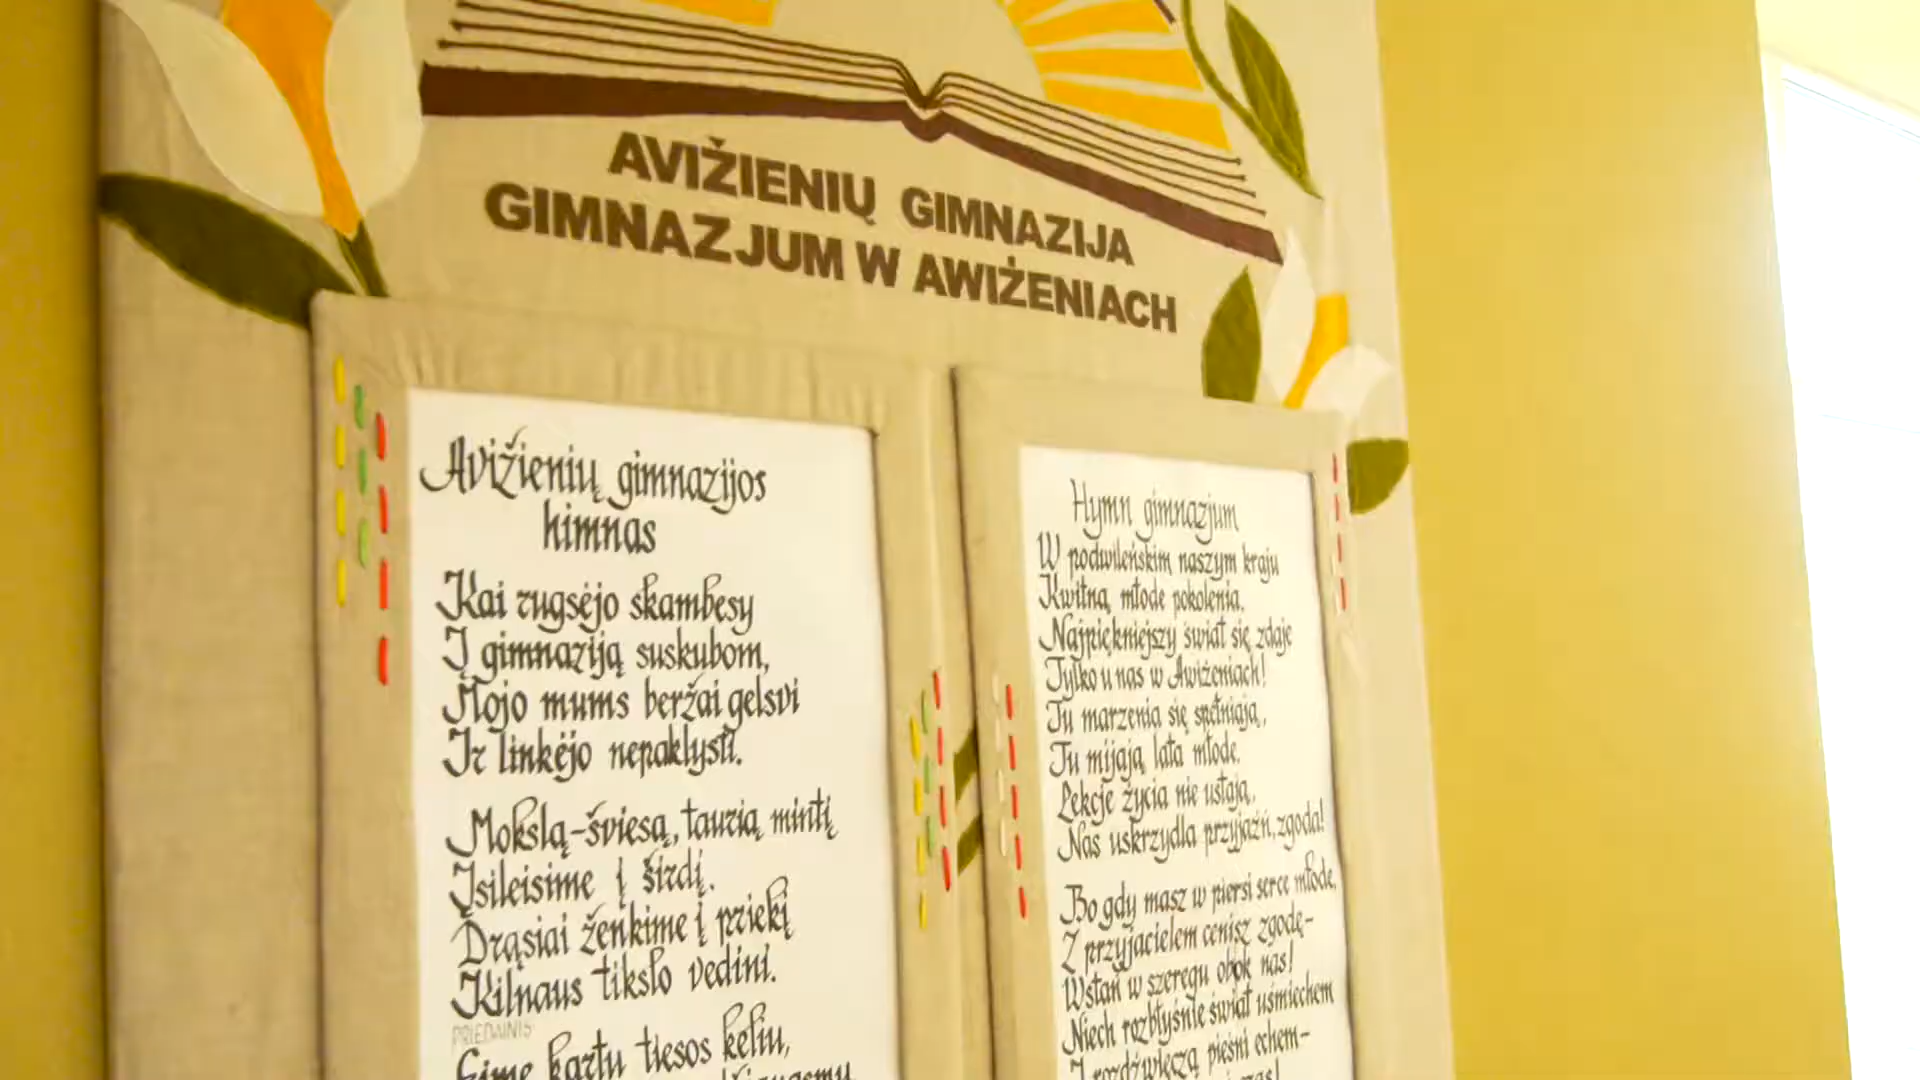 AVIŽIENIŲ GIMNAZIJA
GIMNAZJUM W AWIŻENIACH
Avižienių gimnazijos
himnas
Kai rugsėjo skambesy
Į gimnaziją suskubom,
Mojo mums beržai gelsvi
Ir linkėjo nepaklysti.
Mokslą-šviesą, taurią mintį
Įsileisime į širdį.
Drąsiai ženkime į priekį
Kilnaus tikslo vedini.
PRIEDAINIS
Eime kartu tiesos keliu,
Hymn gimnazjum
W podwileńskim naszym kraju
Kwitną młode pokolenia,
Najpiękniejszy świat się zdaje
Tylko u nas w Awiżeniach!
Tu marzenia się spełniają,
Tu mijają lata młode.
Lekcje życia nie ustają,
Nas uskrzydla przyjaźń, zgoda!
Bo gdy masz w piersi serce młode,
Z przyjacielem cenisz zgodę-
Wstań w szeregu obok nas!
Niech rozbłyśnie świat uśmiechem
I rozdźwięczą pieśni echem-